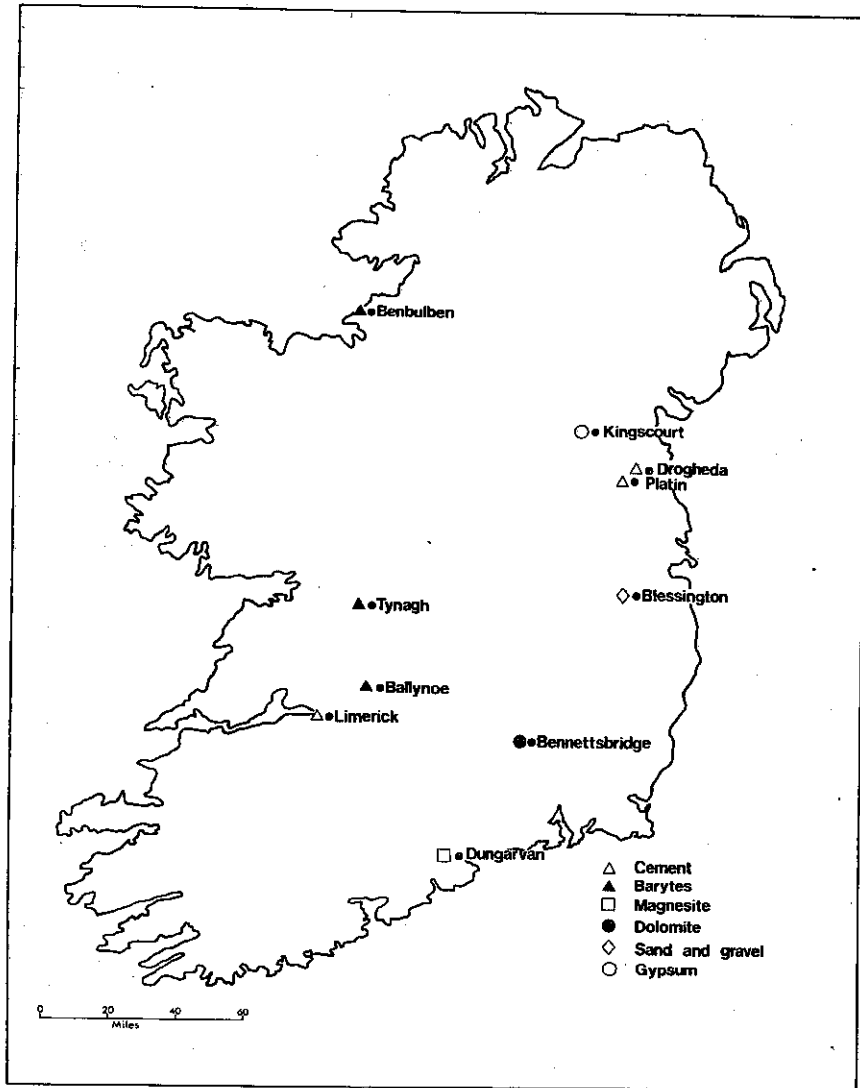 Benbulben
Kingscourt
Drogheda
Platin
Blessington
Tynagh
Ballynoe
Limerick
Bennettsbridge
Dungarvan
Cement
Barytes
Magnesite
Dolomite
Sand and gravel
Gypsum
0 20 40 60
Miles